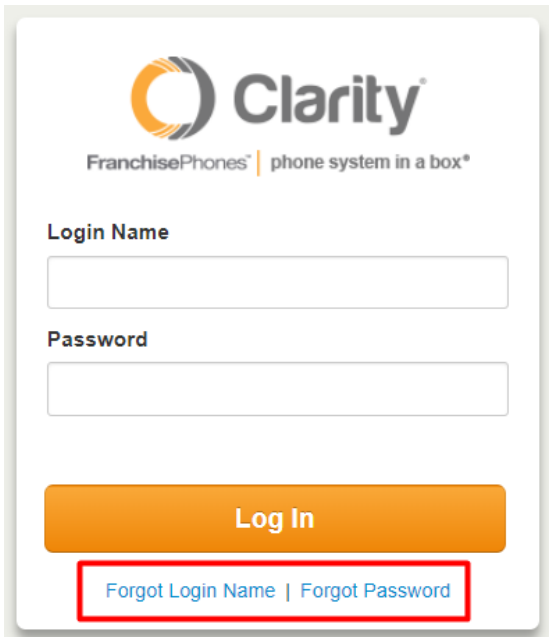 Clarity®
FranchisePhones™ | phone system in a box®
Login Name
Password
Log In
Forgot Login Name | Forgot Password